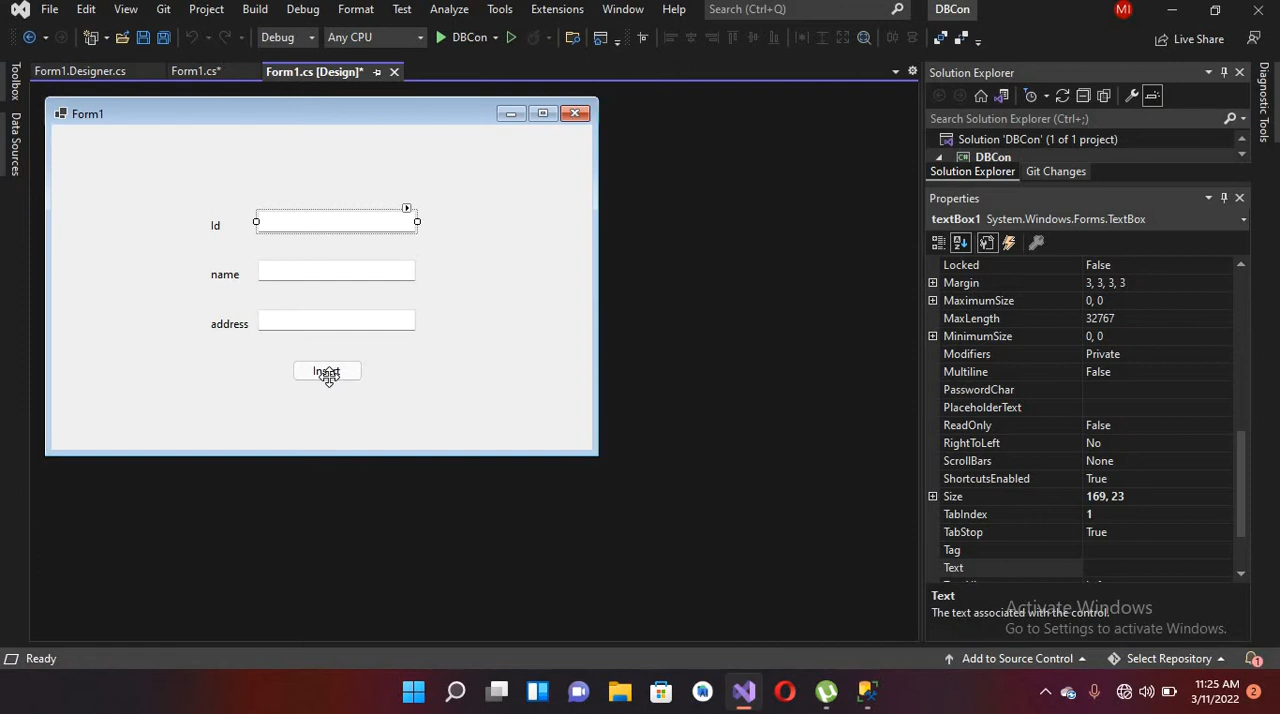 File Edit View Git Project Build Debug Format Test Analyze Tools Extensions Window Help Search (Ctrl+Q) DBCon MI
Debug Any CPU DBCon Live Share
Form1.Designer.cs Form1.cs* Form1.cs [Design]*
Toolbox
Data Sources
Form1
Id
name
address
Insert
Diagnostic Tools
Solution Explorer
Search Solution Explorer (Ctrl+;)
Solution 'DBCon' (1 of 1 project)
DBCon
Solution Explorer Git Changes
Properties
textBox1 System.Windows.Forms.TextBox
Locked False
Margin 3, 3, 3, 3
MaximumSize 0, 0
MaxLength 32767
MinimumSize 0, 0
Modifiers Private
Multiline False
PasswordChar
PlaceholderText
ReadOnly False
RightToLeft No
ScrollBars None
ShortcutsEnabled True
Size 169, 23
TabIndex 1
TabStop True
Tag
Text
Text
The text associated with the control.
Activate Windows
Go to Settings to activate Windows.
Ready Add to Source Control Select Repository 1
11:25 AM
3/11/2022 2